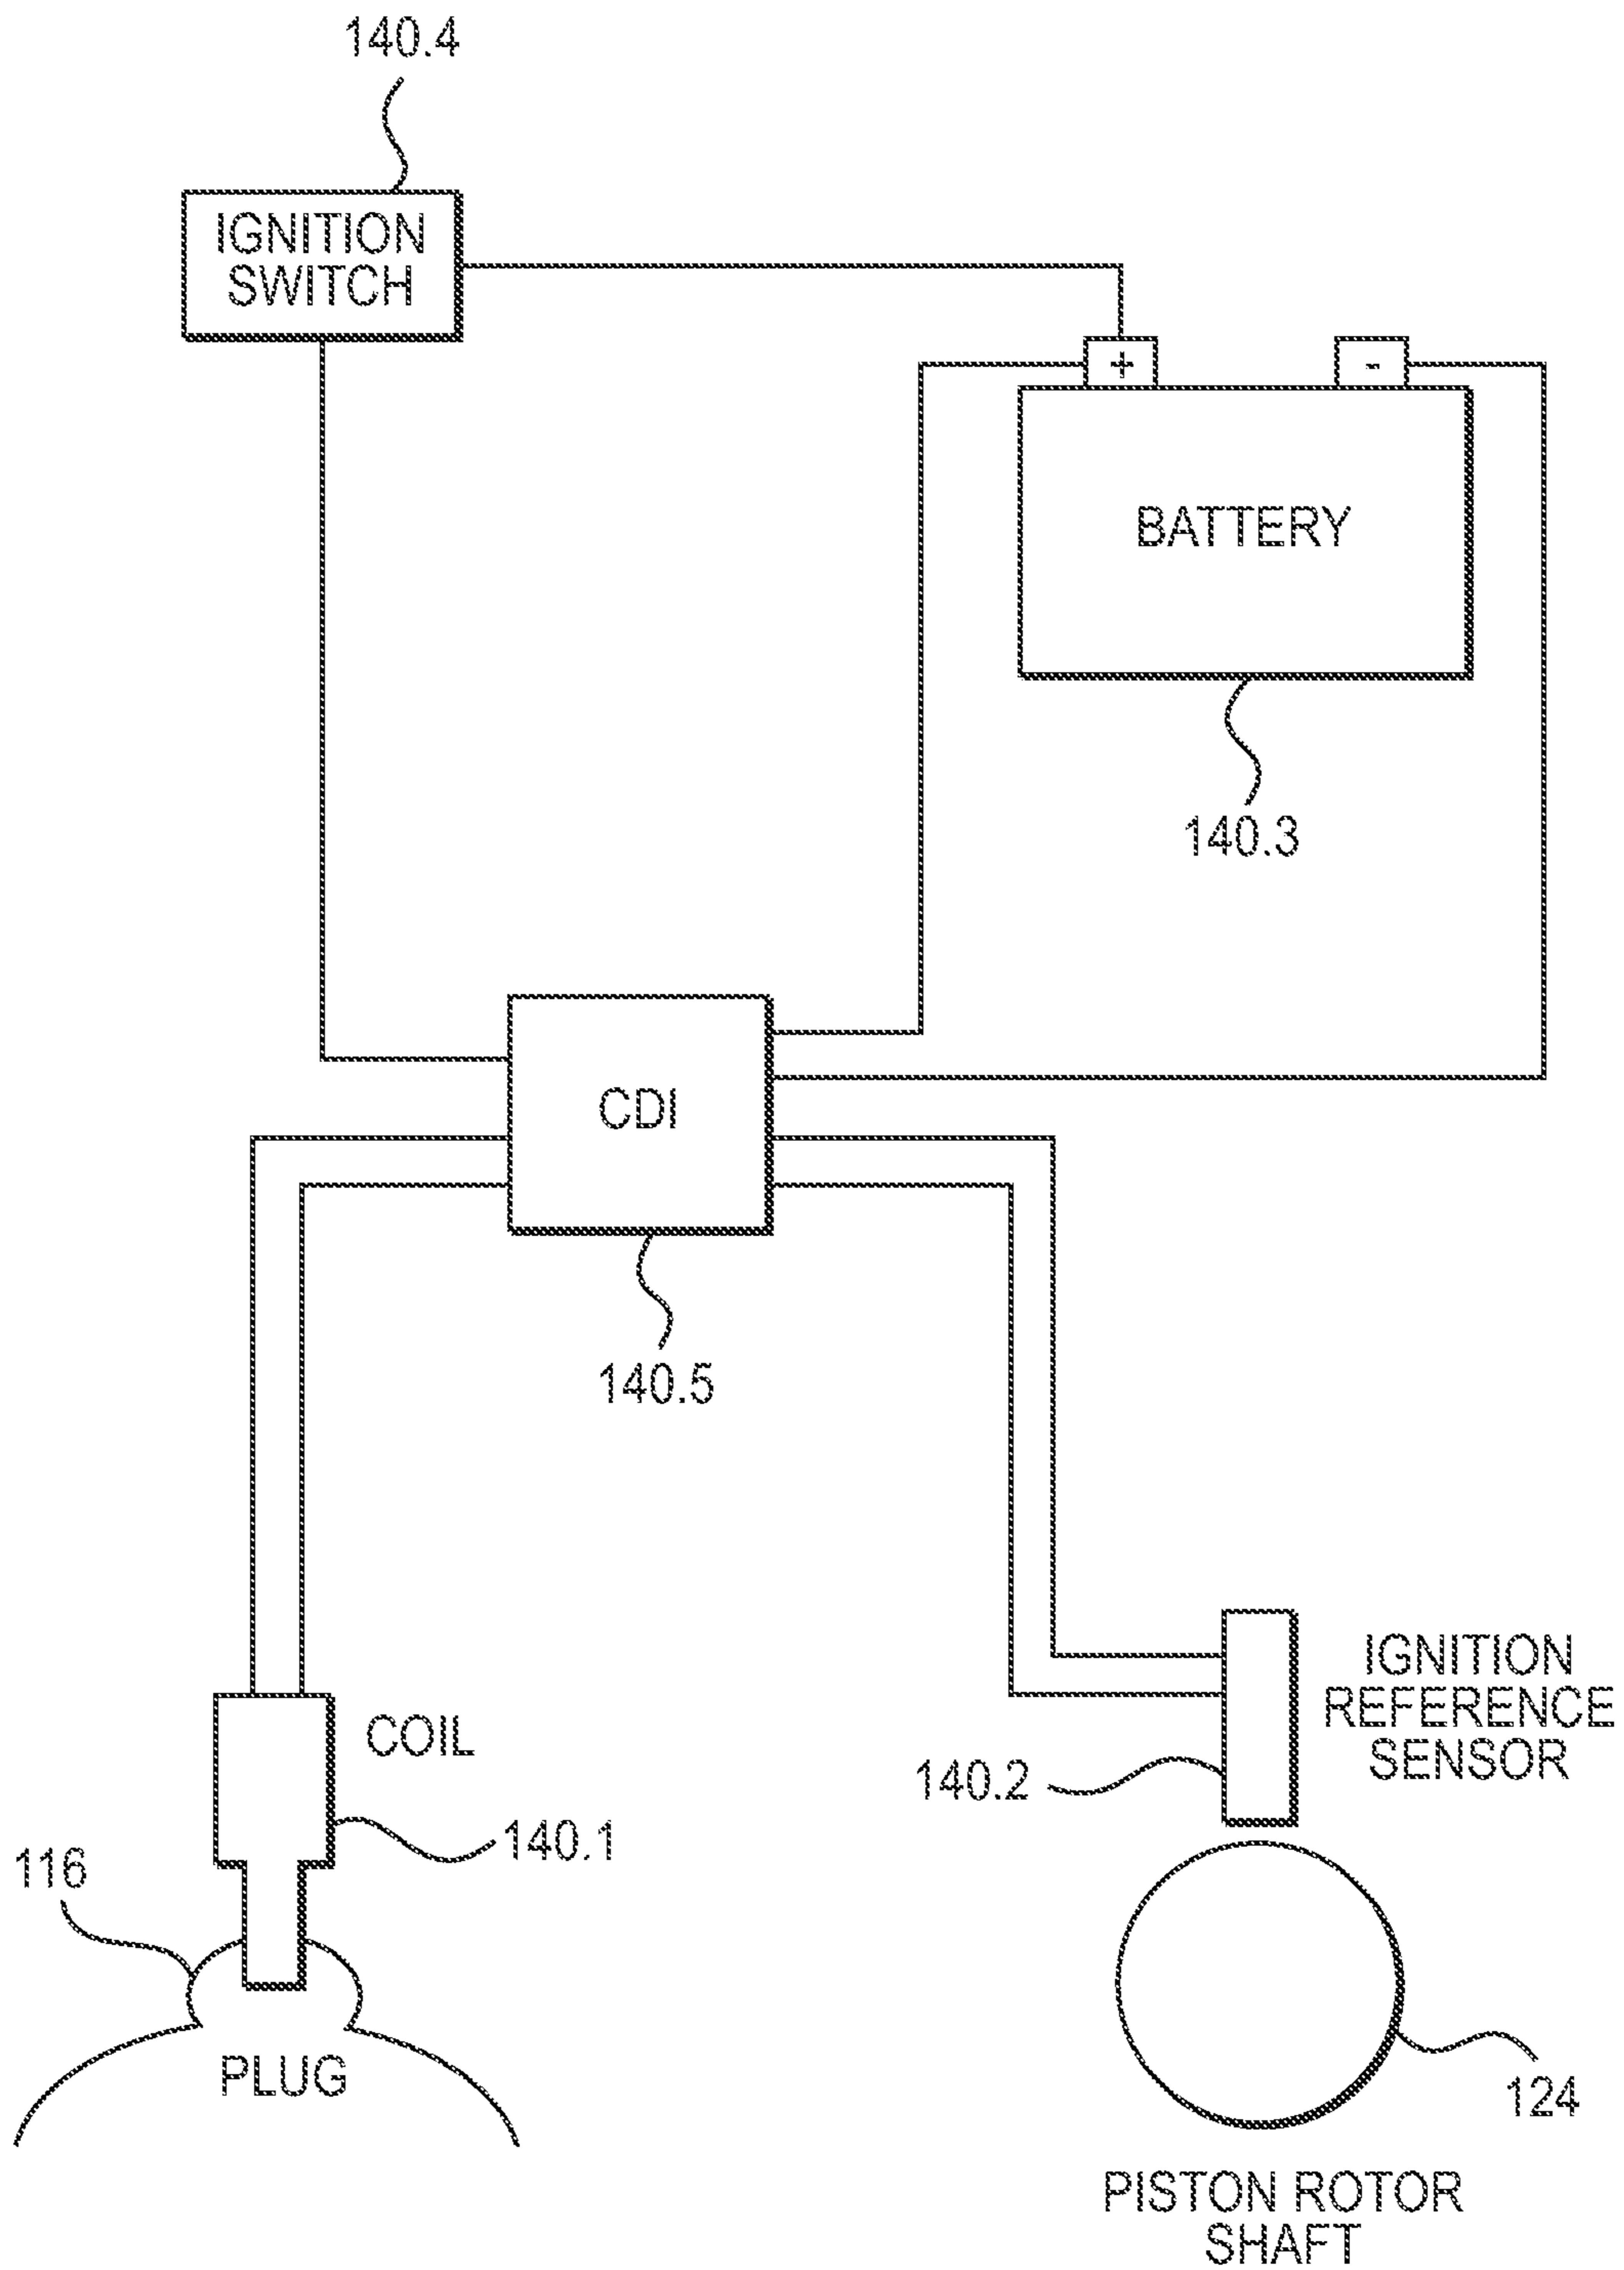 140.4
IGNITION
SWITCH
+
-
BATTERY
140.3
CDI
140.5
IGNITION
REFERENCE
SENSOR
COIL
140.2
140.1
116
PLUG
124
PISTON ROTOR
SHAFT